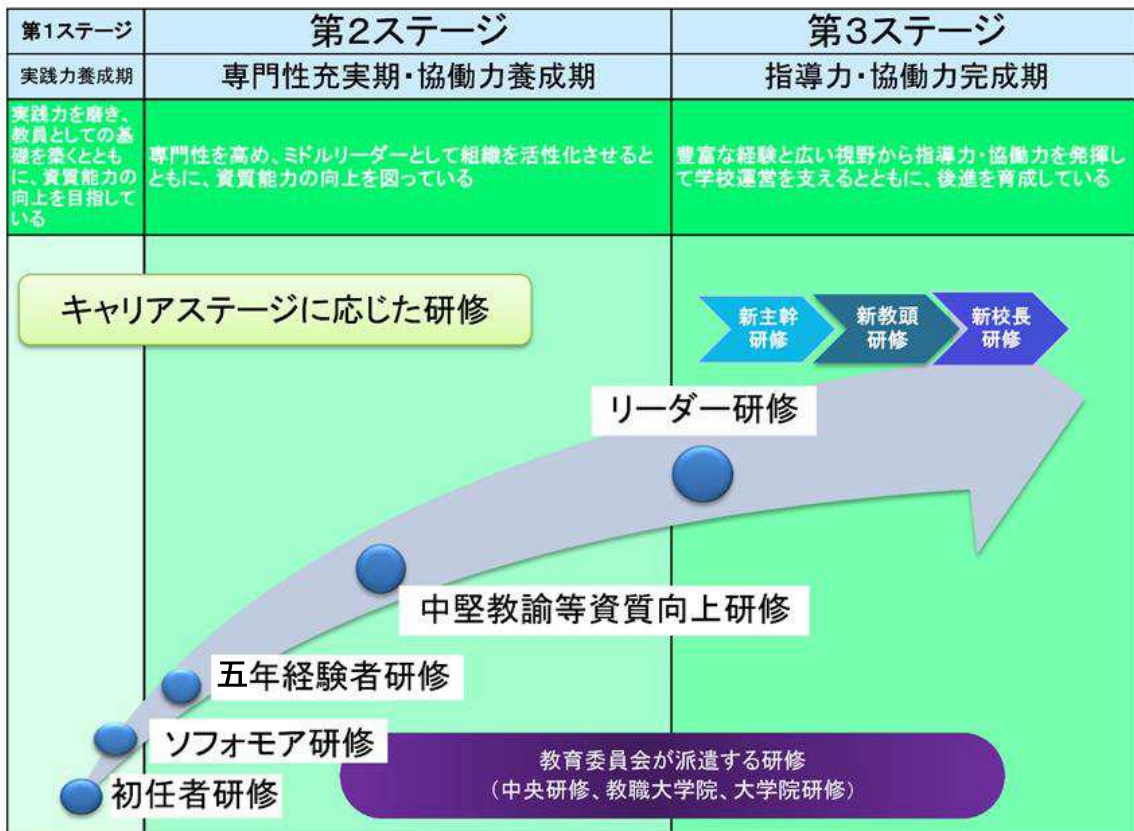 第1ステージ
第2ステージ
第3ステージ
実践力養成期
専門性充実期・協働力養成期
指導力・協働力完成期
実践力を磨き、
教員としての基
礎を築くととも
に、資質能力の
向上を目指して
いる
専門性を高め、ミドルリーダーとして組織を活性化させると
ともに、資質能力の向上を図っている
豊富な経験と広い視野から指導力・協働力を発揮し
て学校運営を支えるとともに、後進を育成している
キャリアステージに応じた研修
新主幹
研修
新教頭
研修
新校長
研修
リーダー研修
中堅教諭等資質向上研修
五年経験者研修
ソフォモア研修
初任者研修
教育委員会が派遣する研修
（中央研修、教職大学院、大学院研修）